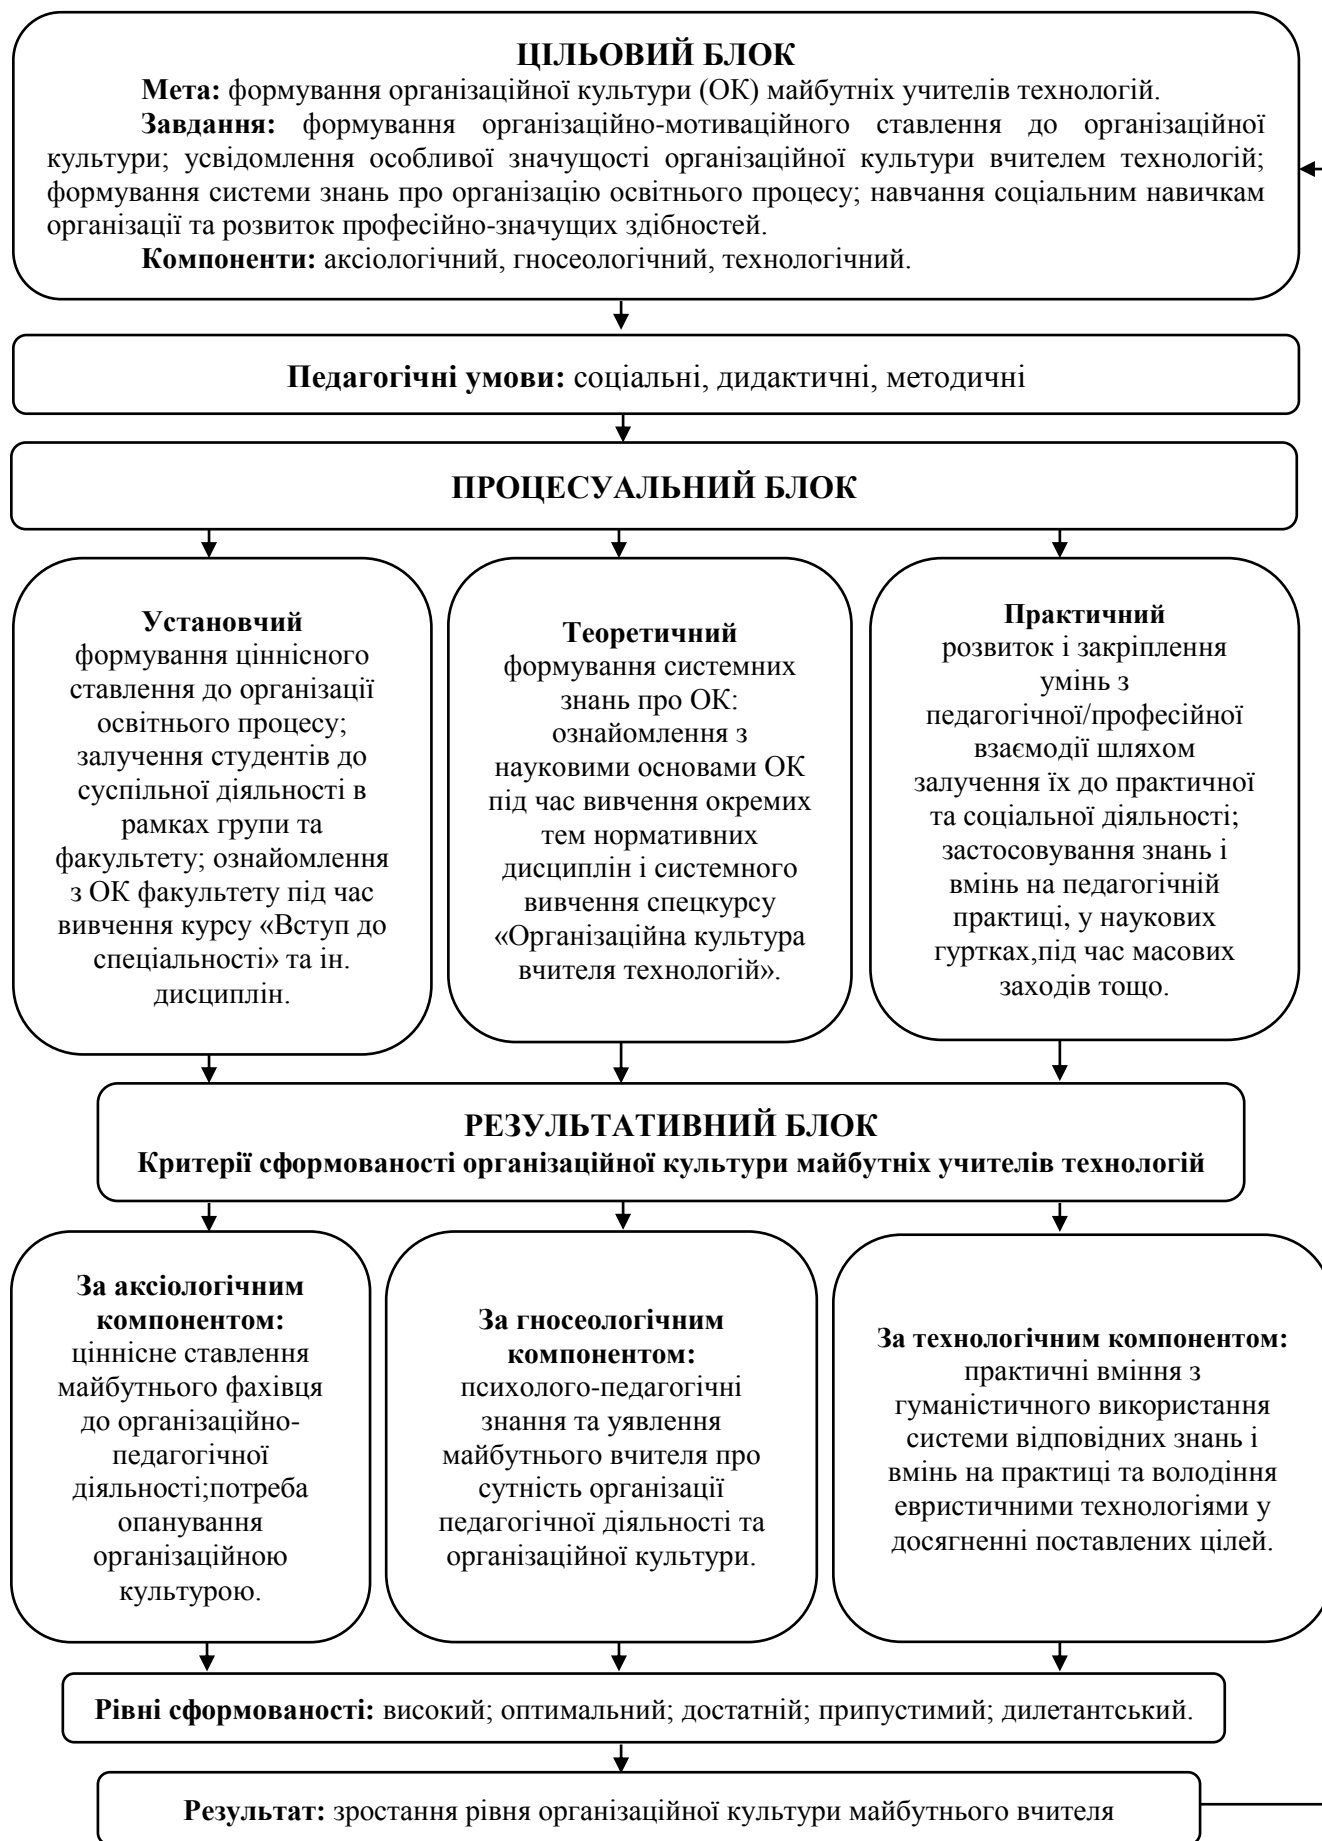 ЦІЛЬОВИЙ БЛОК
Мета: формування організаційної культури (ОК) майбутніх учителів технологій.
Завдання: формування організаційно-мотиваційного ставлення до організаційної
культури; усвідомлення особливої значущості організаційної культури вчителем технологій;
формування системи знань про організацію освітнього процесу; навчання соціальним навичкам
організації та розвиток професійно-значущих здібностей.
Компоненти: аксіологічний, гносеологічний, технологічний.
Педагогічні умови: соціальні, дидактичні, методичні
ПРОЦЕСУАЛЬНИЙ БЛОК
Установчий
формування ціннісного
ставлення до організації
освітнього процесу;
залучення студентів до
суспільної діяльності в
рамках групи та
факультету; ознайомлення
з ОК факультету під час
вивчення курсу «Вступ до
спеціальності» та ін.
дисциплін.
Теоретичний
формування системних
знань про ОК:
ознайомлення з
науковими основами ОК
під час вивчення окремих
тем нормативних
дисциплін і системного
вивчення спецкурсу
«Організаційна культура
вчителя технологій».
Практичний
розвиток і закріплення
умінь з
педагогічної/професійної
взаємодії шляхом
залучення їх до практичної
та соціальної діяльності;
застосовування знань і
вмінь на педагогічній
практиці, у наукових
гуртках,під час масових
заходів тощо.
РЕЗУЛЬТАТИВНИЙ БЛОК
Критерії сформованості організаційної культури майбутніх учителів технологій
За аксіологічним
компонентом:
ціннісне ставлення
майбутнього фахівця
до організаційно-
педагогічної
діяльності;потреба
опанування
організаційною
культурою.
За гносеологічним
компонентом:
психолого-педагогічні
знання та уявлення
майбутнього вчителя про
сутність організації
педагогічної діяльності та
організаційної культури.
За технологічним компонентом:
практичні вміння з
гуманістичного використання
системи відповідних знань і
вмінь на практиці та володіння
евристичними технологіями у
досягненні поставлених цілей.
Рівні сформованості: високий; оптимальний; достатній; припустимий; дилетантський.
Результат: зростання рівня організаційної культури майбутнього вчителя